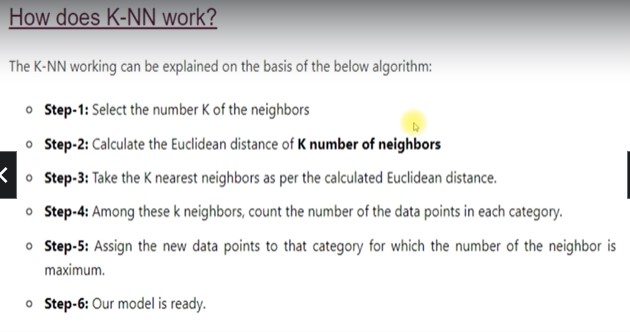 How does K-NN work?
The K-NN working can be explained on the basis of the below algorithm:
Step-1: Select the number K of the neighbors
Step-2: Calculate the Euclidean distance of K number of neighbors
Step-3: Take the K nearest neighbors as per the calculated Euclidean distance.
Step-4: Among these k neighbors, count the number of the data points in each category.
Step-5: Assign the new data points to that category for which the number of the neighbor is
maximum.
Step-6: Our model is ready.